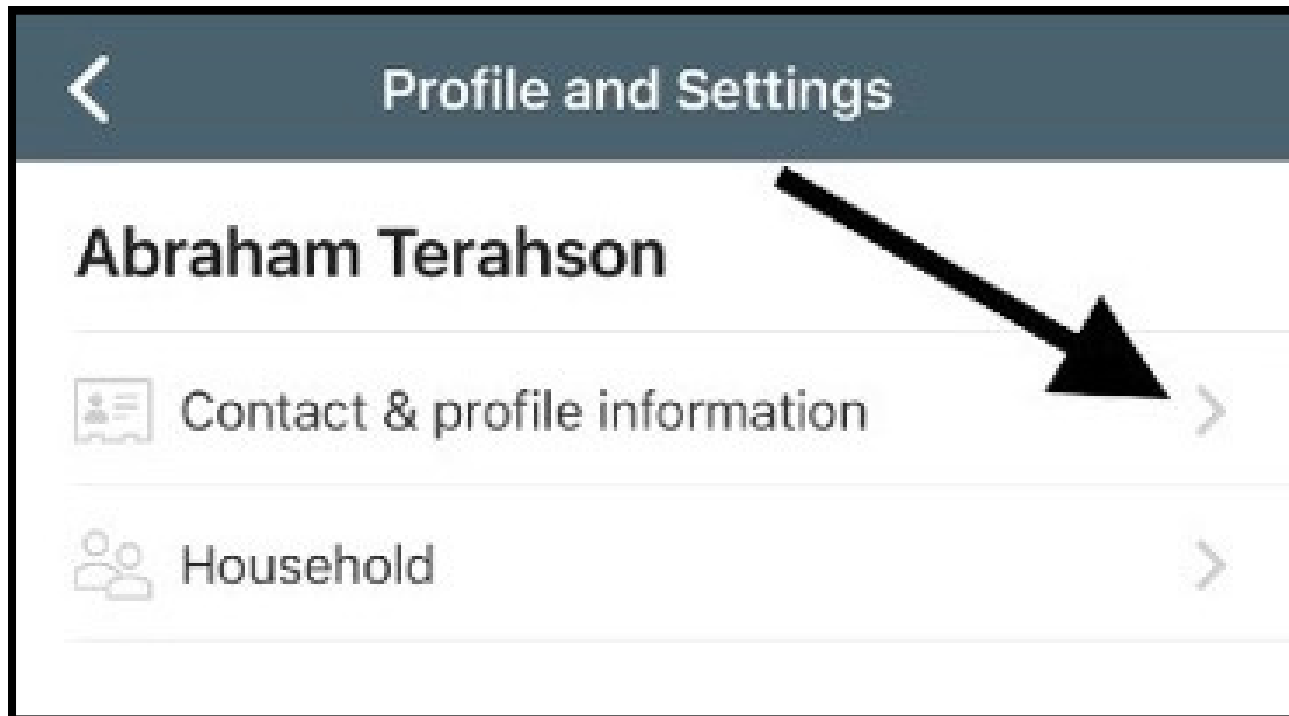 Profile and Settings
Abraham Terahson
Contact & profile information
Household